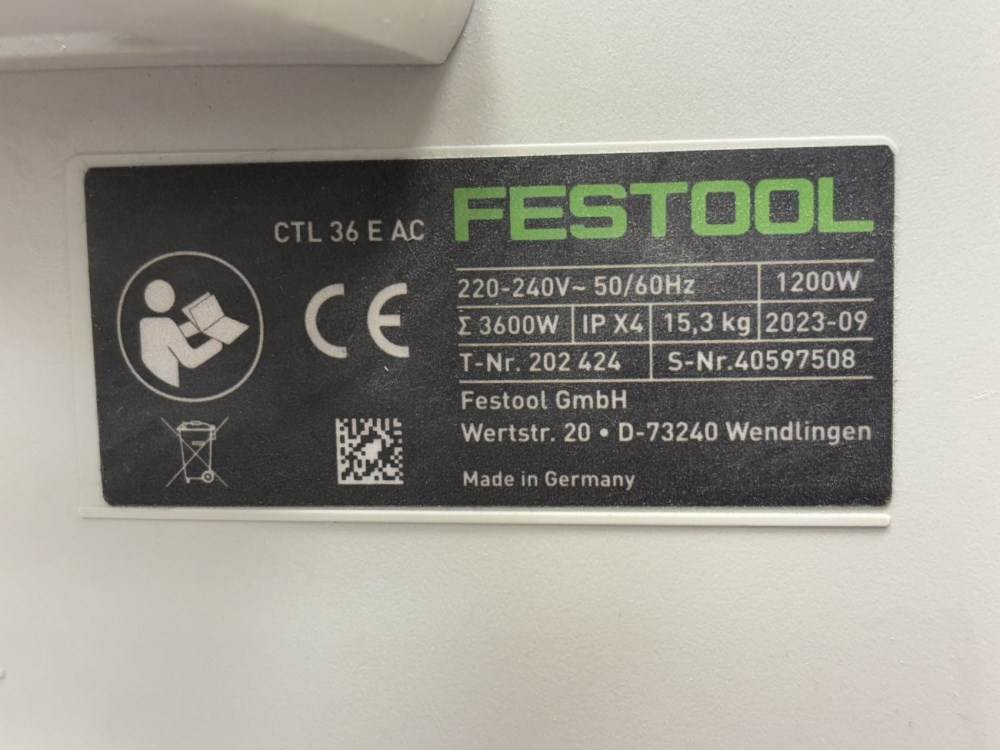 CTL 36 E AC FESTOOL
CE
220-240V~ 50/60Hz 1200W
Σ 3600W IP X4 15,3 kg 2023-09
T-Nr. 202 424 S-Nr.40597508
Festool GmbH
Wertstr. 20 • D-73240 Wendlingen
Made in Germany